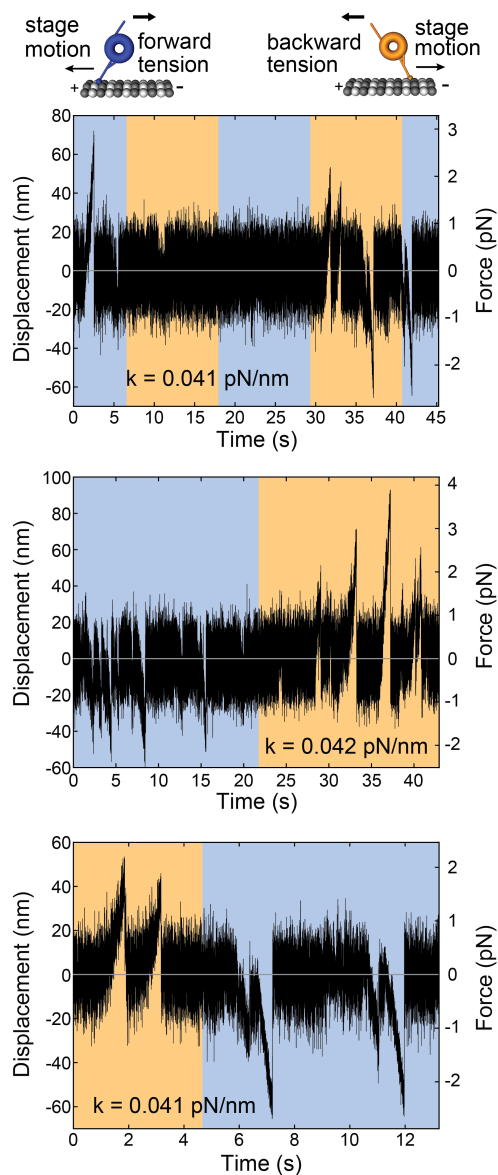 stage motion
forward tension
backward tension
stage motion
+ -
+ -
80
60
40
20
0
-20
-40
-60
Displacement (nm)
3
2
1
0
-1
-2
Force (pN)
k = 0.041 pN/nm
0 5 10 15 20 25 30 35 40 45
Time (s)
100
80
60
40
20
0
-20
-40
-60
Displacement (nm)
4
3
2
1
0
-1
-2
Force (pN)
k = 0.042 pN/nm
0 5 10 15 20 25 30 35 40
Time (s)
60
40
20
0
-20
-40
-60
Displacement (nm)
2
1
0
-1
-2
Force (pN)
k = 0.041 pN/nm
0 2 4 6 8 10 12
Time (s)